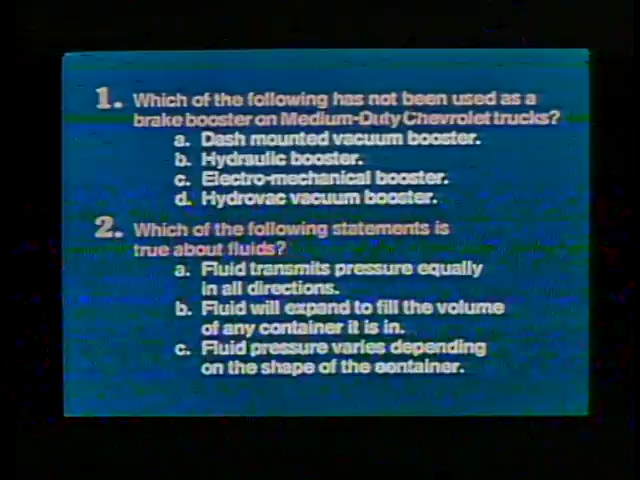 1. Which of the following has not been used as a
brake booster on Medium-Duty Chevrolet trucks?
a. Dash mounted vacuum booster.
b. Hydraulic booster.
c. Electro-mechanical booster.
d. Hydrovac vacuum booster.
2. Which of the following statements is
true about fluids?
a. Fluid transmits pressure equally
in all directions.
b. Fluid will expand to fill the volume
of any container it is in.
c. Fluid pressure varies depending
on the shape of the container.